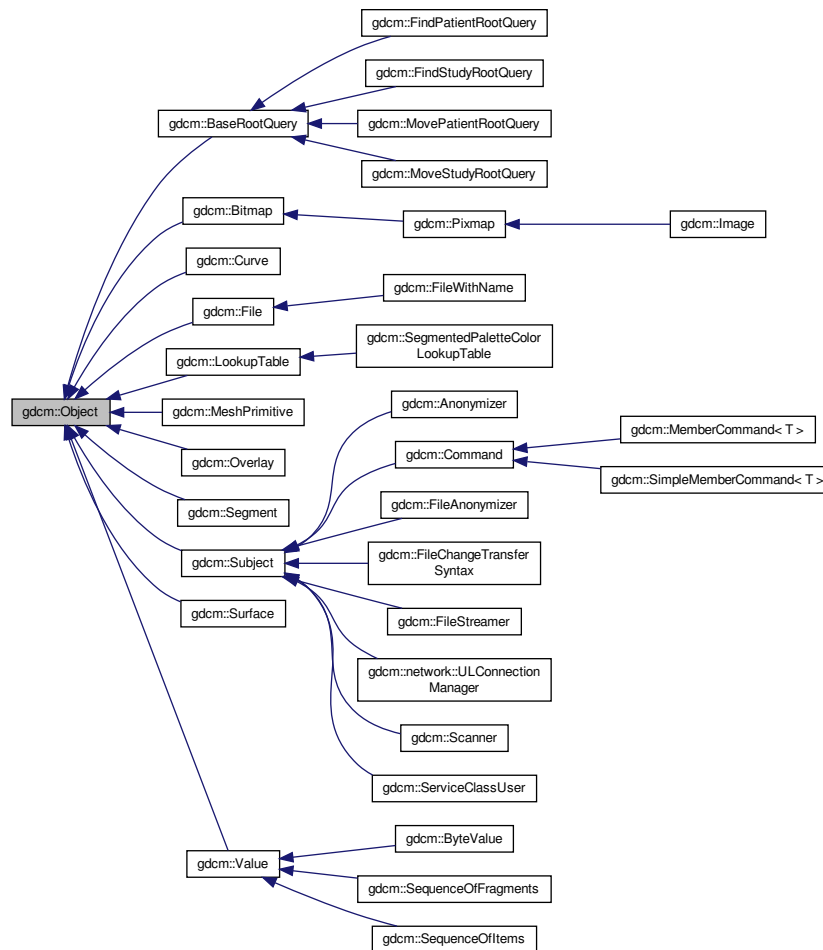 gdcm::FindPatientRootQuery
gdcm::FindStudyRootQuery
gdcm::BaseRootQuery
gdcm::MovePatientRootQuery
gdcm::MoveStudyRootQuery
gdcm::Bitmap
gdcm::Pixmap
gdcm::Image
gdcm::Curve
gdcm::FileWithName
gdcm::File
gdcm::SegmentedPaletteColor
LookupTable
gdcm::LookupTable
gdcm::Object
gdcm::MeshPrimitive
gdcm::Anonymizer
gdcm::MemberCommand< T >
gdcm::Overlay
gdcm::Command
gdcm::SimpleMemberCommand< T >
gdcm::Segment
gdcm::FileAnonymizer
gdcm::Subject
gdcm::FileChangeTransfer
Syntax
gdcm::Surface
gdcm::FileStreamer
gdcm::network::ULConnection
Manager
gdcm::Scanner
gdcm::ServiceClassUser
gdcm::ByteValue
gdcm::Value
gdcm::SequenceOfFragments
gdcm::SequenceOfItems